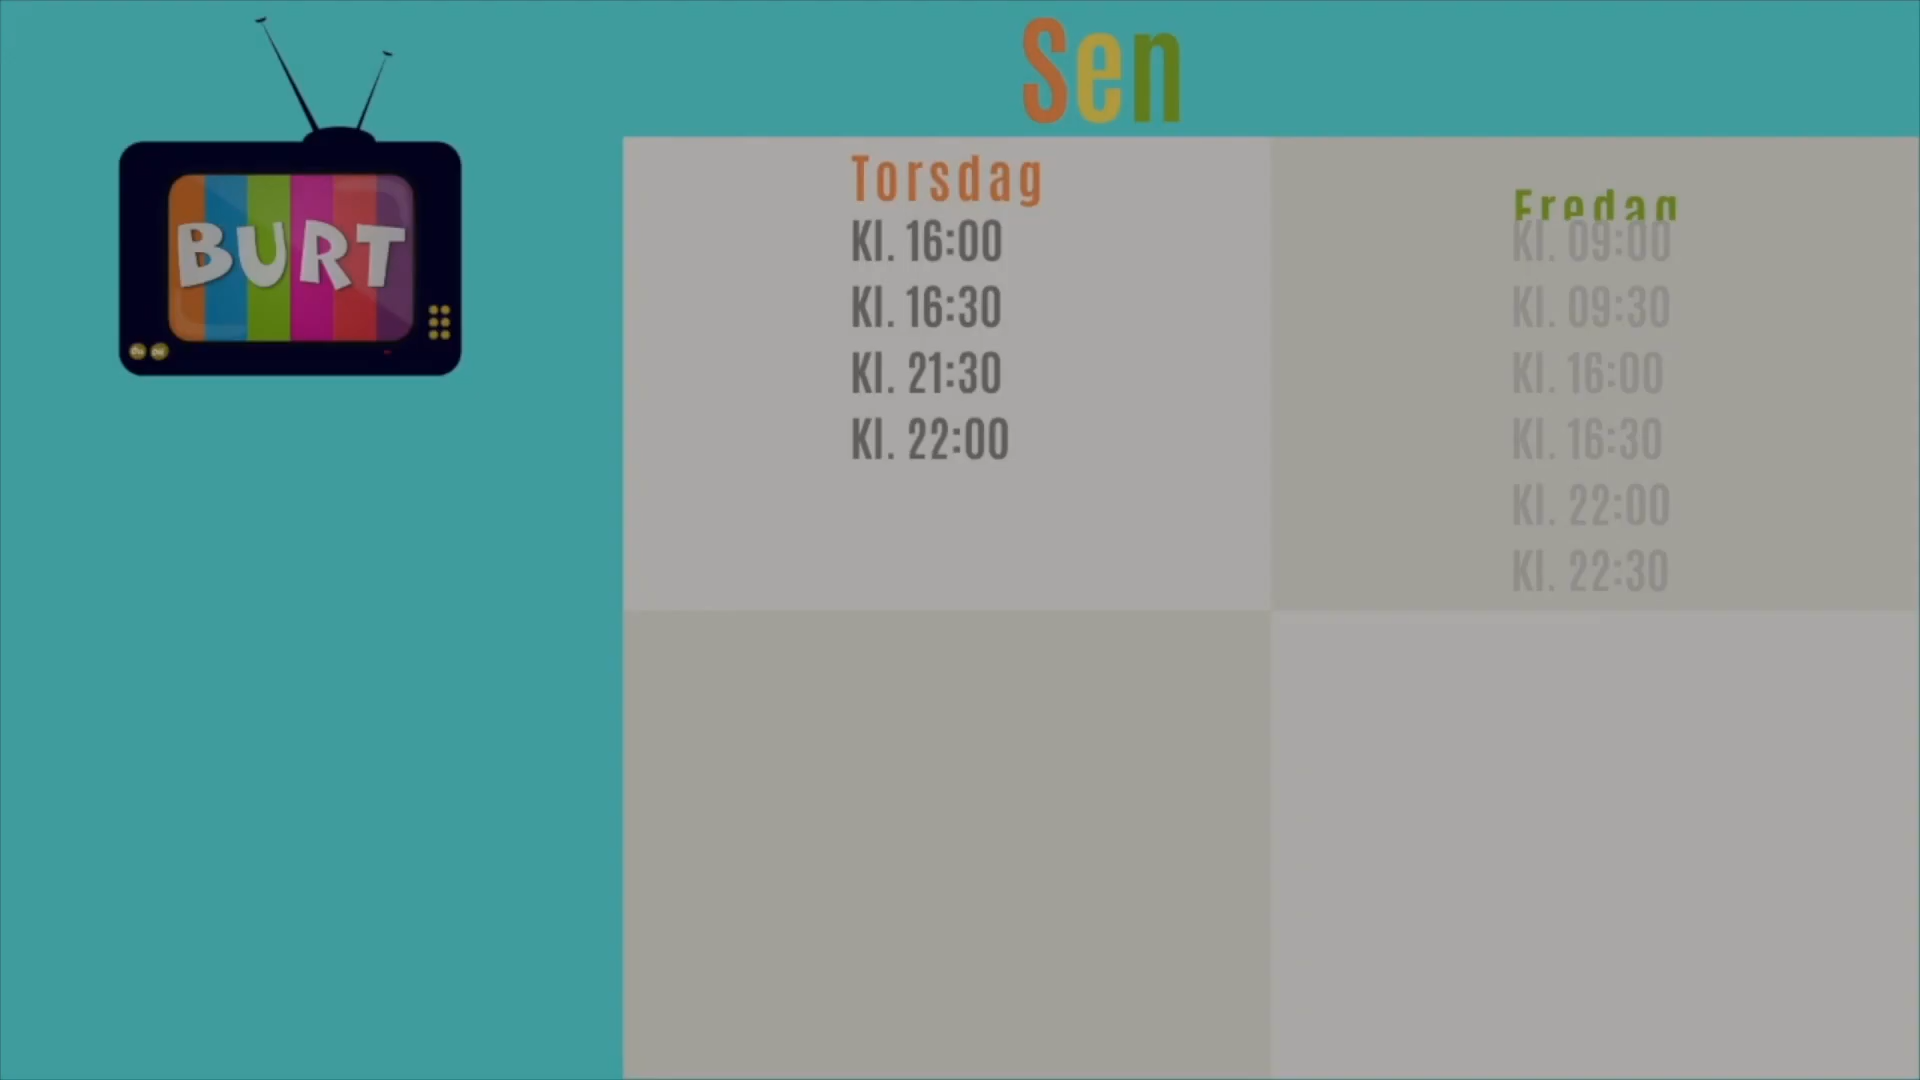 Sen
BURT
Torsdag
Kl. 16:00
Kl. 16:30
Kl. 21:30
Kl. 22:00
Fredag
Kl. 09:00
Kl. 09:30
Kl. 16:00
Kl. 16:30
Kl. 22:00
Kl. 22:30